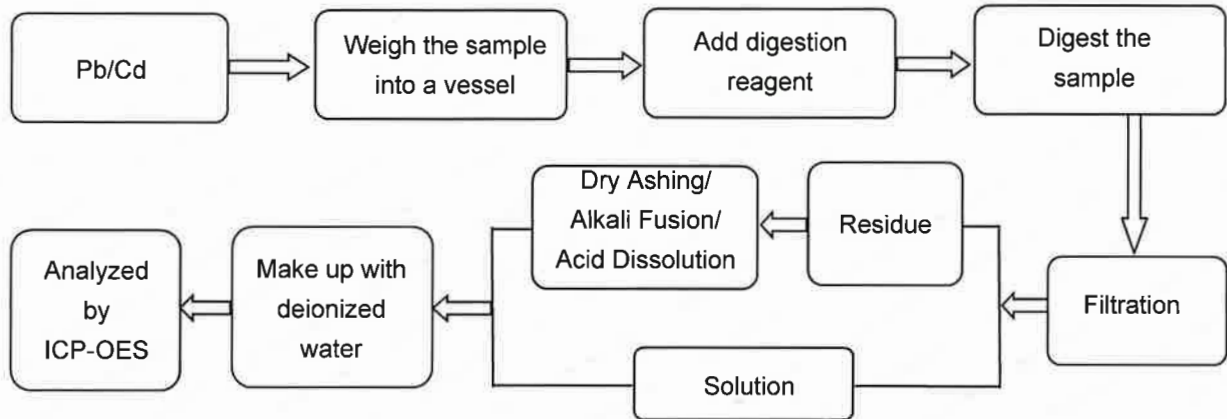 Pb/Cd
Weigh the sample
into a vessel
Add digestion
reagent
Digest the
sample
Filtration
Residue
Dry Ashing/
Alkali Fusion/
Acid Dissolution
Solution
Make up with
deionized
water
Analyzed
by
ICP-OES